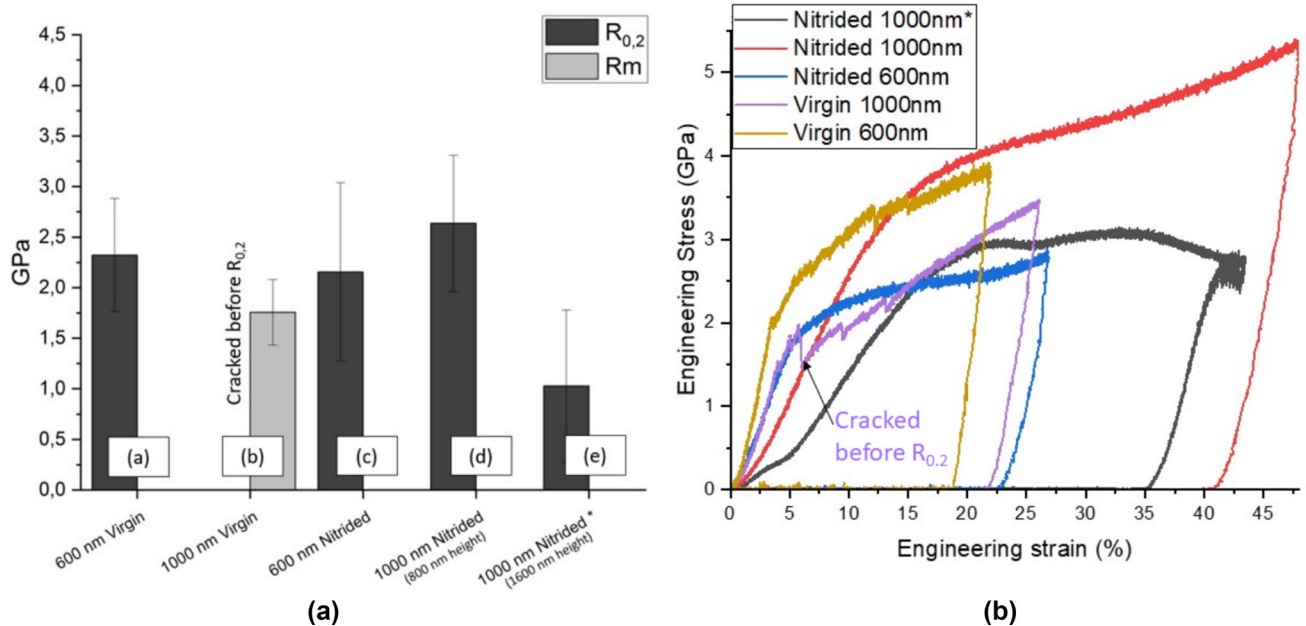 4,5
4,0
3,5
3,0
2,5
2,0
1,5
1,0
0,5
0,0
GPa
R0,2
Rm
Cracked before R0,2
(a)
(b)
(c)
(d)
(e)
600 nm Virgin
1000 nm Virgin
600 nm Nitrided
1000 nm Nitrided
(800 nm height)
1000 nm Nitrided *
(1600 nm height)
(a)
Nitrided 1000nm*
Nitrided 1000nm
Nitrided 600nm
Virgin 1000nm
Virgin 600nm
Engineering Stress (GPa)
5
4
3
2
1
0
Cracked
before R0.2
0
5
10
15
20
25
30
35
40
45
Engineering strain (%)
(b)